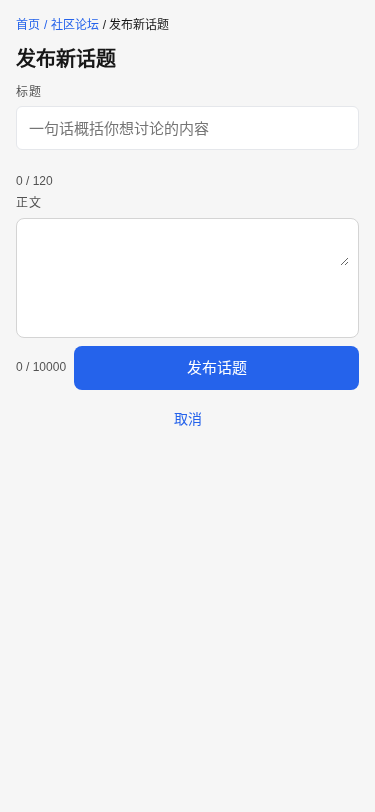 首页 / 社区论坛 / 发布新话题
发布新话题
标题
一句话概括你想讨论的内容
0 / 120
正文
0 / 10000
发布话题
取消